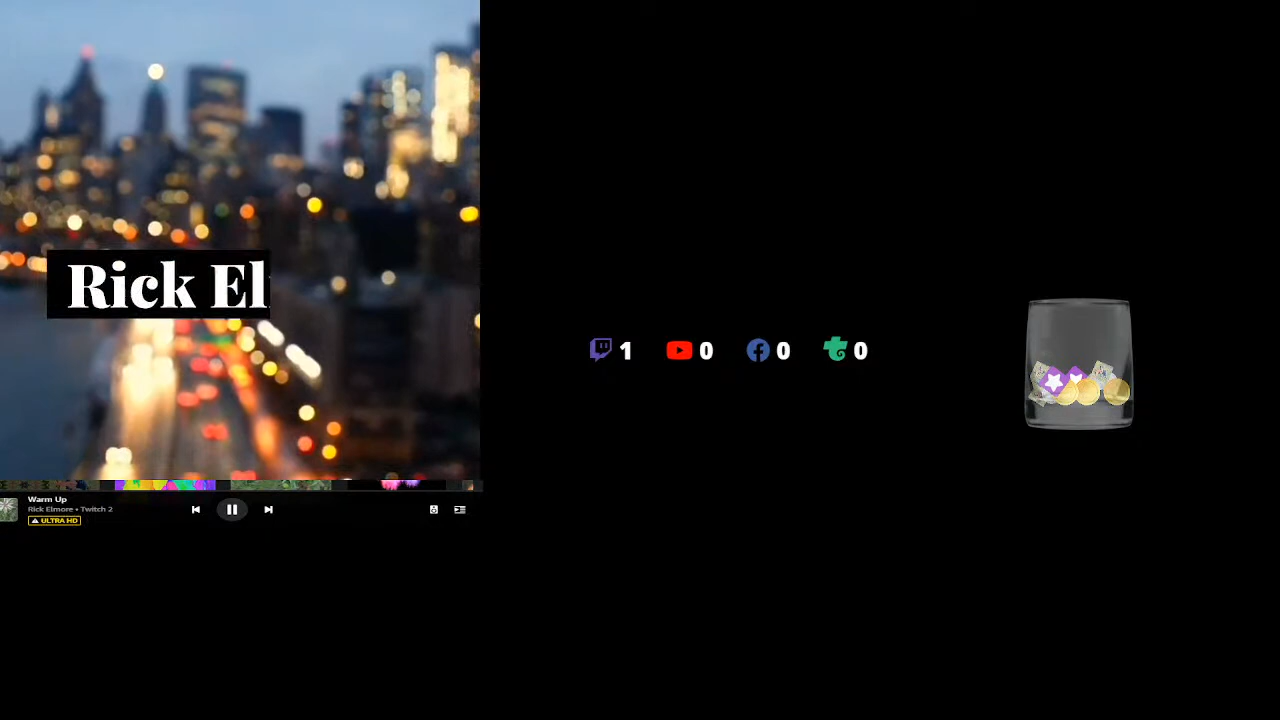 Rick El
1 0 0 0
Warm Up
Rick Elmore • Twitch 2
ULTRA HD